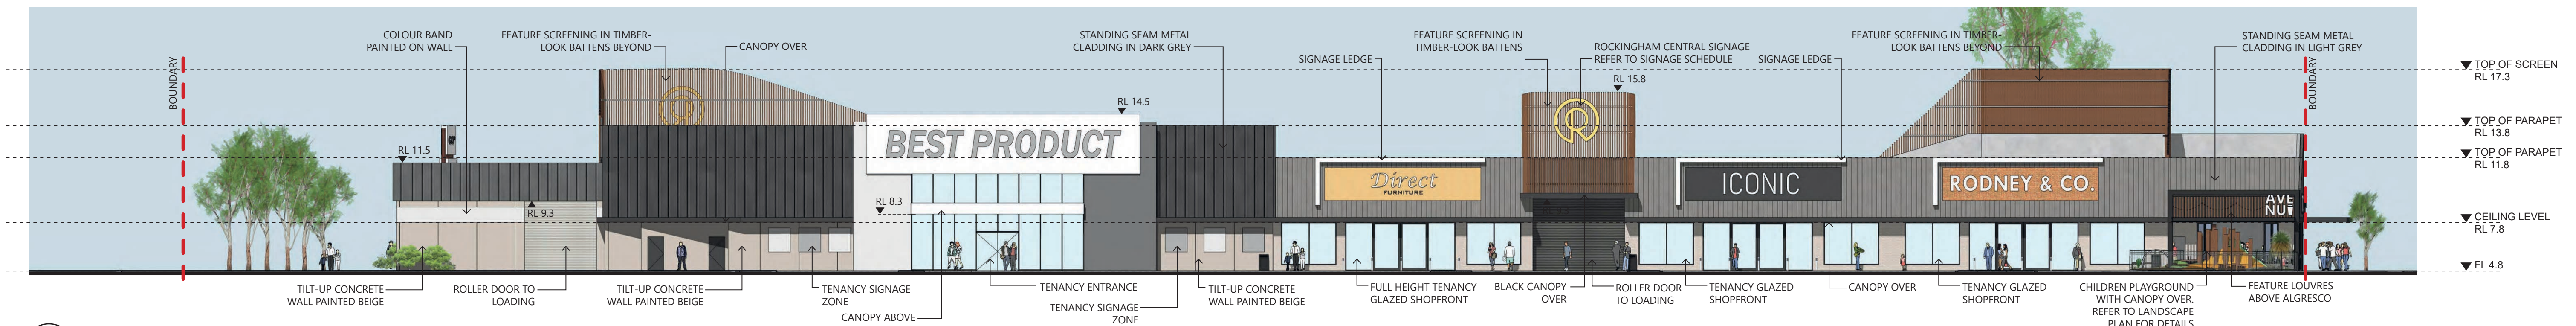 COLOUR BAND
PAINTED ON WALL
FEATURE SCREENING IN TIMBER-
LOOK BATTENS BEYOND
CANOPY OVER
STANDING SEAM METAL
CLADDING IN DARK GREY
SIGNAGE LEDGE
FEATURE SCREENING IN
TIMBER-LOOK BATTENS
ROCKINGHAM CENTRAL SIGNAGE
REFER TO SIGNAGE SCHEDULE
SIGNAGE LEDGE
FEATURE SCREENING IN TIMBER-
LOOK BATTENS BEYOND
STANDING SEAM METAL
CLADDING IN LIGHT GREY
BOUNDARY
BOUNDARY
TOP OF SCREEN
RL 17.3
TOP OF PARAPET
RL 13.8
TOP OF PARAPET
RL 11.8
CEILING LEVEL
RL 7.8
FL 4.8
RL 15.8
RL 14.5
RL 11.5
RL 9.3
RL 8.3
R
BEST PRODUCT
Direct
FURNITURE
ICONIC
RODNEY & CO.
AVE
NUE
TILT-UP CONCRETE
WALL PAINTED BEIGE
ROLLER DOOR TO
LOADING
TILT-UP CONCRETE
WALL PAINTED BEIGE
TENANCY SIGNAGE
ZONE
CANOPY ABOVE
TENANCY ENTRANCE
TENANCY SIGNAGE
ZONE
TILT-UP CONCRETE
WALL PAINTED BEIGE
FULL HEIGHT TENANCY
GLAZED SHOPFRONT
BLACK CANOPY
OVER
ROLLER DOOR
TO LOADING
TENANCY GLAZED
SHOPFRONT
CANOPY OVER
TENANCY GLAZED
SHOPFRONT
CHILDREN PLAYGROUND
WITH CANOPY OVER.
REFER TO LANDSCAPE
PLAN FOR DETAILS
FEATURE LOUVRES
ABOVE ALGRESCO